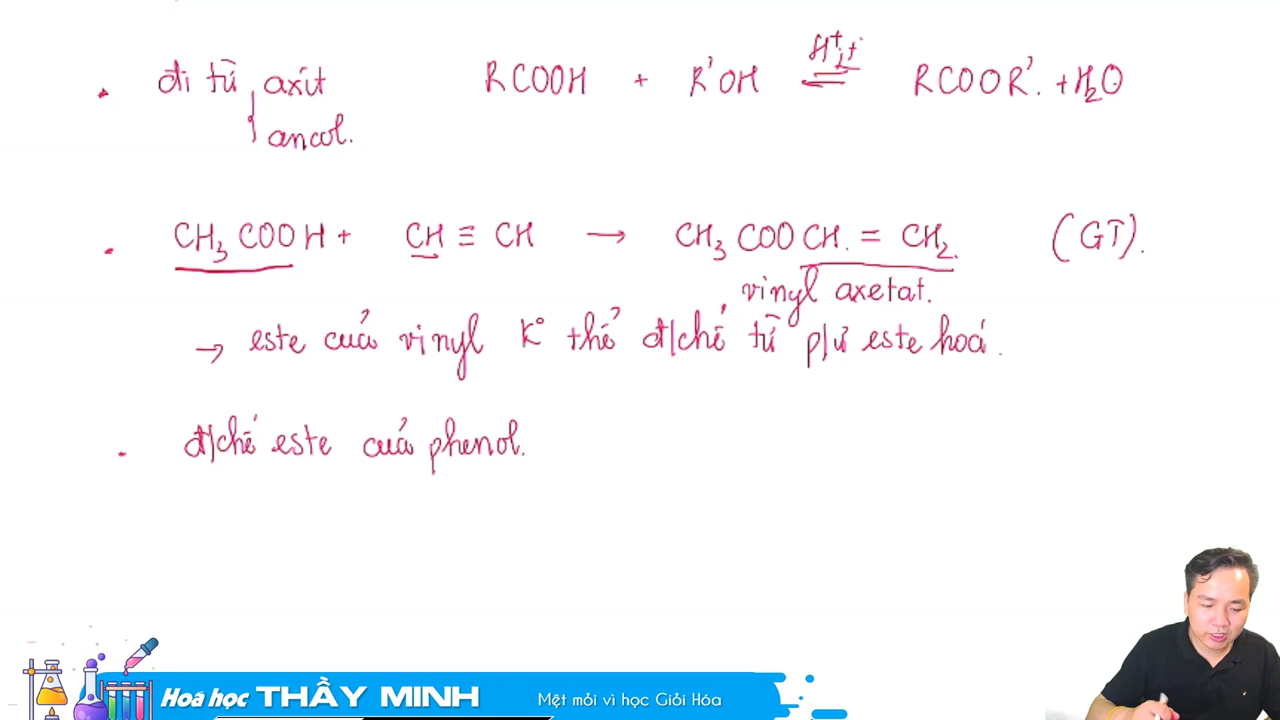 . đi từ { axit RCOOH + R'OH ⇌ RCOOR'. + H₂O
H⁺, t°
ancol.
. CH₃COOH + CH ≡ CH → CH₃COOCH. = CH₂. (GT).
vinyl axetat.
→ este của vinyl K° thể đ/chế từ p/ư este hoá.
. đ/chế este của phenol.
Hoá học THẦY MINH Mệt mỏi vì học Giỏi Hóa